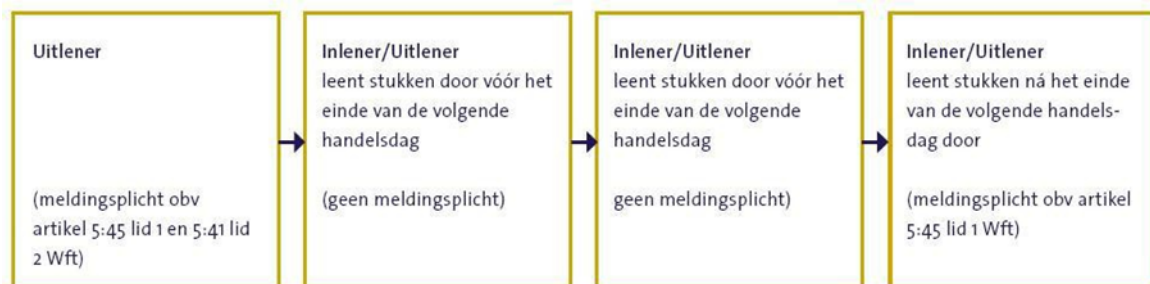 Uitlener
(meldingsplicht obv
artikel 5:45 lid 1 en 5:41 lid
2 Wft)
Inlener/Uitlener
leent stukken door vóór het
einde van de volgende
handelsdag
(geen meldingsplicht)
Inlener/Uitlener
leent stukken door vóór het
einde van de volgende
handelsdag
geen meldingsplicht)
Inlener/Uitlener
leent stukken ná het einde
van de volgende handels-
dag door
(meldingsplicht obv artikel
5:45 lid 1 Wft)